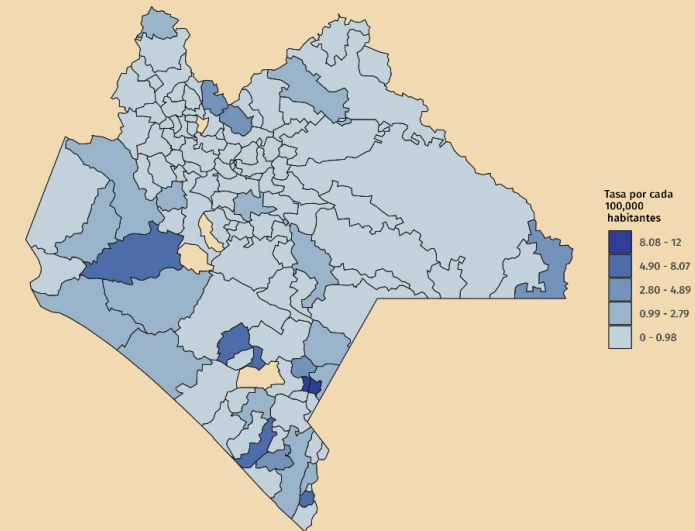 Tasa por cada
100,000
habitantes
8.08 - 12
4.90 - 8.07
2.80 - 4.89
0.99 - 2.79
0 - 0.98